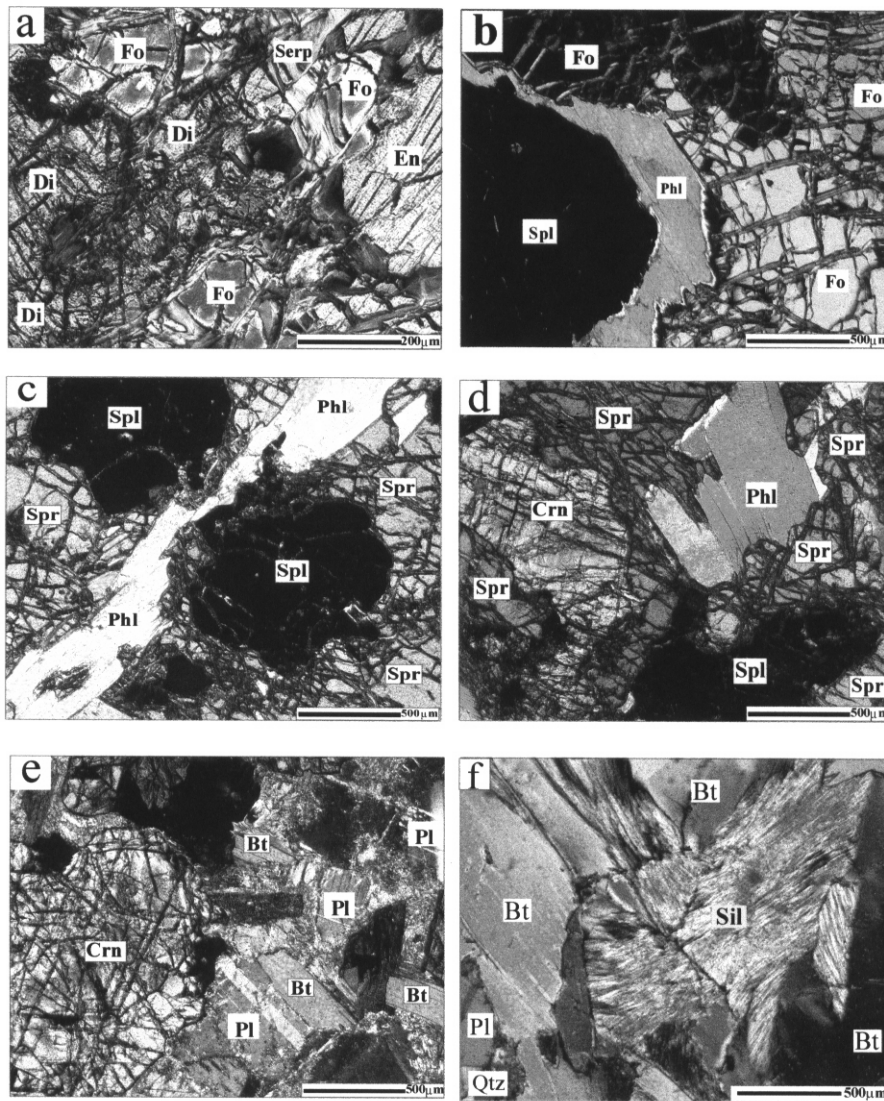 a
Fo
Serp
Fo
Di
En
Di
Fo
Di
200µm
b
Fo
Fo
Phl
Spl
Fo
500µm
c
Spl
Phl
Spr
Spr
Spl
Phl
Spr
500µm
d
Spr
Spr
Crn
Phl
Spr
Spr
Spl
Spr
500µm
e
Bt
Pl
Pl
Crn
Bt
Bt
Pl
500µm
f
Bt
Bt
Sil
Pl
Bt
Qtz
500µm